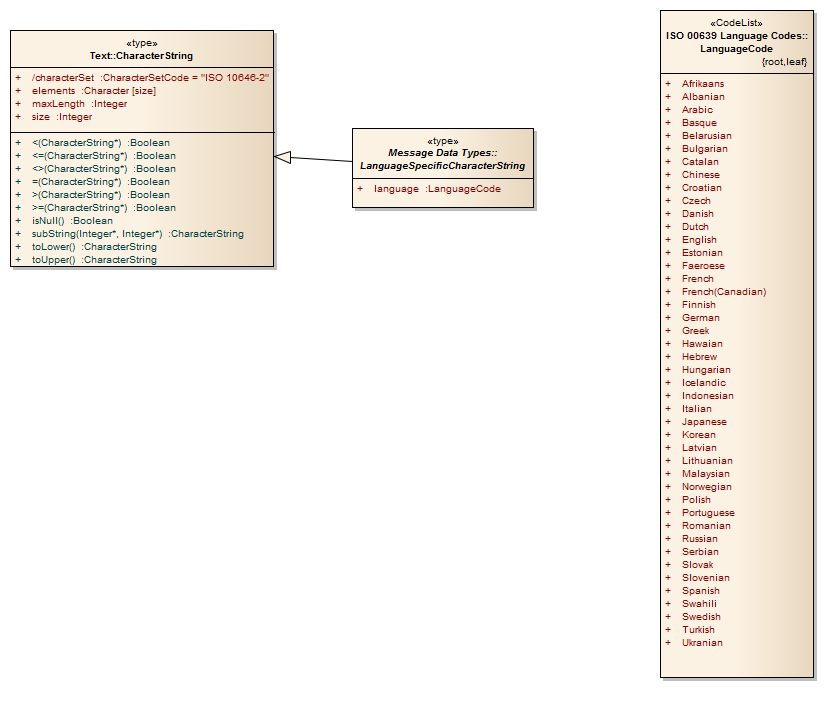 «type»
Text::CharacterString
+ /characterSet :CharacterSetCode = "ISO 10646-2"
+ elements :Character [size]
+ maxLength :Integer
+ size :Integer
+ <(CharacterString*) :Boolean
+ <=(CharacterString*) :Boolean
+ <>(CharacterString*) :Boolean
+ =(CharacterString*) :Boolean
+ >(CharacterString*) :Boolean
+ >=(CharacterString*) :Boolean
+ isNull() :Boolean
+ subString(Integer*, Integer*) :CharacterString
+ toLower() :CharacterString
+ toUpper() :CharacterString
«type»
Message Data Types::
LanguageSpecificCharacterString
+ language :LanguageCode
«CodeList»
ISO 00639 Language Codes::
LanguageCode
{root,leaf}
+ Afrikaans
+ Albanian
+ Arabic
+ Basque
+ Belarusian
+ Bulgarian
+ Catalan
+ Chinese
+ Croatian
+ Czech
+ Danish
+ Dutch
+ English
+ Estonian
+ Faeroese
+ French
+ French(Canadian)
+ Finnish
+ German
+ Greek
+ Hawaian
+ Hebrew
+ Hungarian
+ Icelandic
+ Indonesian
+ Italian
+ Japanese
+ Korean
+ Latvian
+ Lithuanian
+ Malaysian
+ Norwegian
+ Polish
+ Portuguese
+ Romanian
+ Russian
+ Serbian
+ Slovak
+ Slovenian
+ Spanish
+ Swahili
+ Swedish
+ Turkish
+ Ukranian